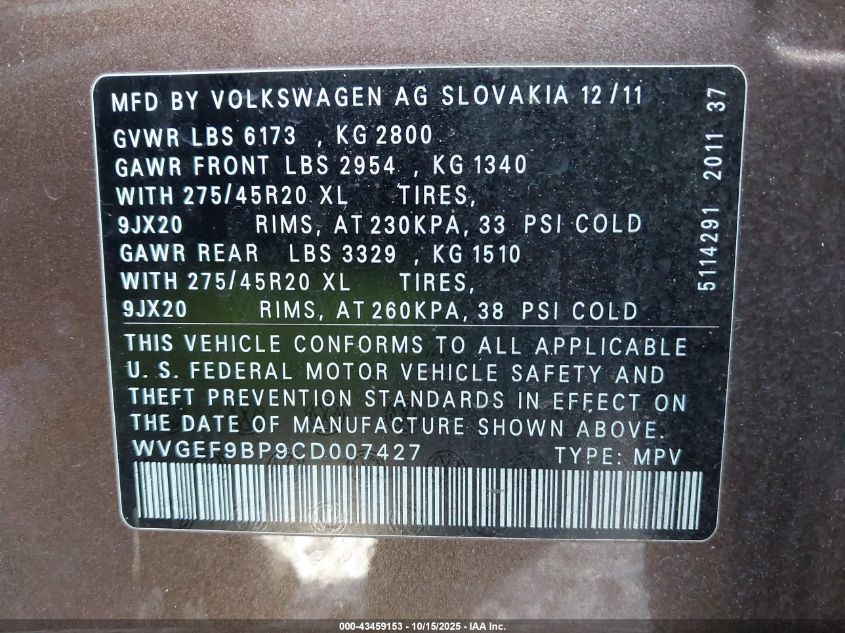 MFD BY VOLKSWAGEN AG SLOVAKIA 12/11
GVWR LBS 6173 , KG 2800
GAWR FRONT LBS 2954 , KG 1340
WITH 275/45R20 XL TIRES,
9JX20 RIMS, AT 230KPA, 33 PSI COLD
GAWR REAR LBS 3329 , KG 1510
WITH 275/45R20 XL TIRES,
9JX20 RIMS, AT 260KPA, 38 PSI COLD
5114291 2011 37
THIS VEHICLE CONFORMS TO ALL APPLICABLE
U. S. FEDERAL MOTOR VEHICLE SAFETY AND
THEFT PREVENTION STANDARDS IN EFFECT ON
THE DATE OF MANUFACTURE SHOWN ABOVE.
WVGEF9BP9CD007427 TYPE: MPV
000-43459153 - 10/15/2025 - IAA Inc.